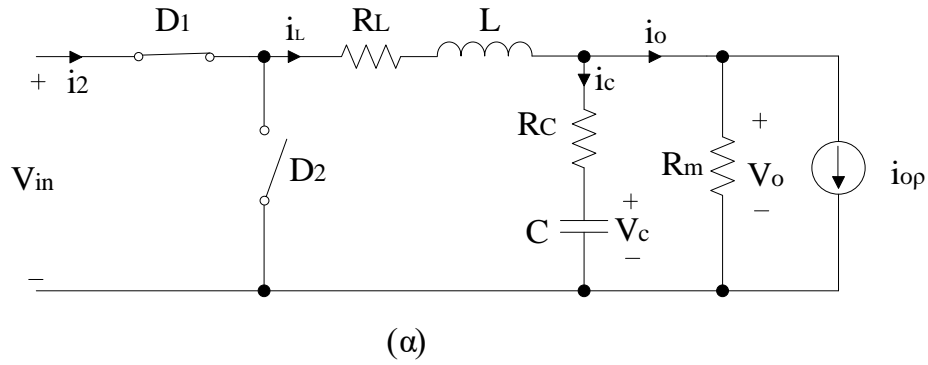 D1
iL
RL
L
io
+
i2
ic
RC
+
D2
Vin
Rm
Vo
ioρ
+
C
Vc
−
−
−
(α)